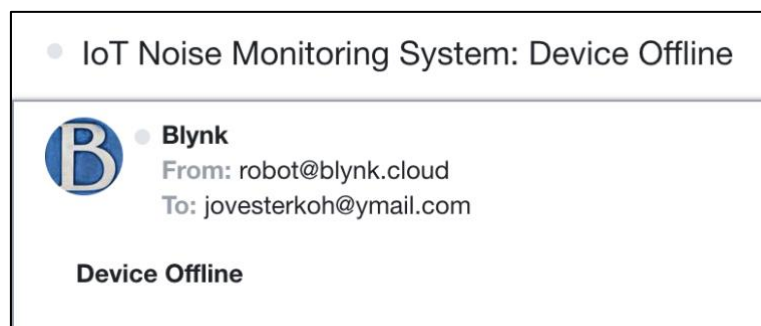 IoT Noise Monitoring System: Device Offline
B
Blynk
From: robot@blynk.cloud
To: jovesterkoh@ymail.com
Device Offline